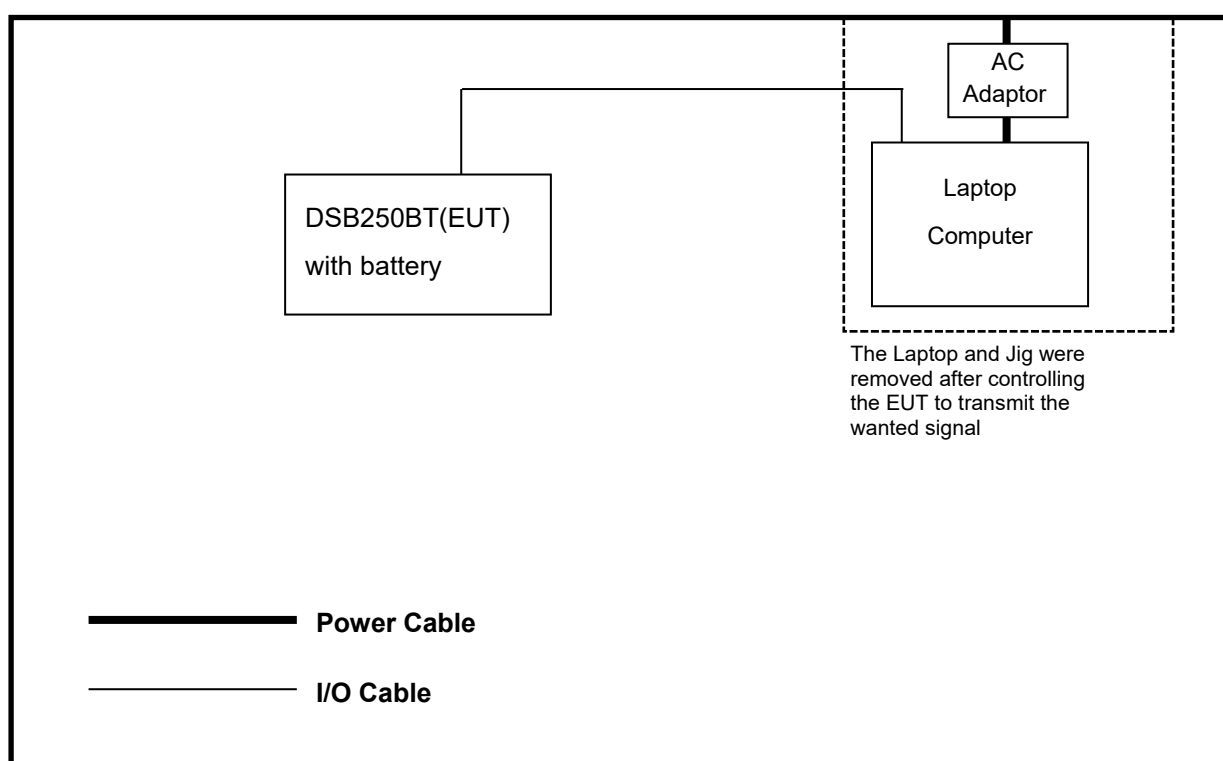 AC
Adaptor
Laptop
Computer
DSB250BT(EUT)
with battery
The Laptop and Jig were
removed after controlling
the EUT to transmit the
wanted signal
Power Cable
I/O Cable